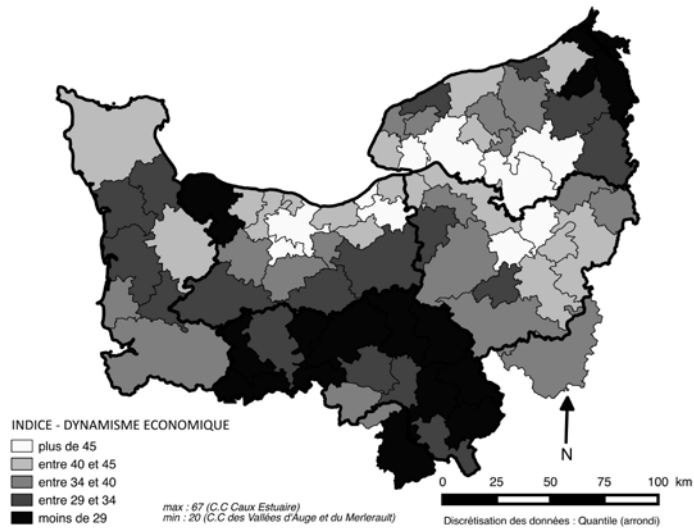 INDICE - DYNAMISME ECONOMIQUE
plus de 45
entre 40 et 45
entre 34 et 40
entre 29 et 34
moins de 29
max : 67 (C.C Caux Estuaire)
min : 20 (C.C des Vallées d'Auge et du Merlerault)
N
0 25 50 75 100 km
Discrétisation des données : Quantile (arrondi)